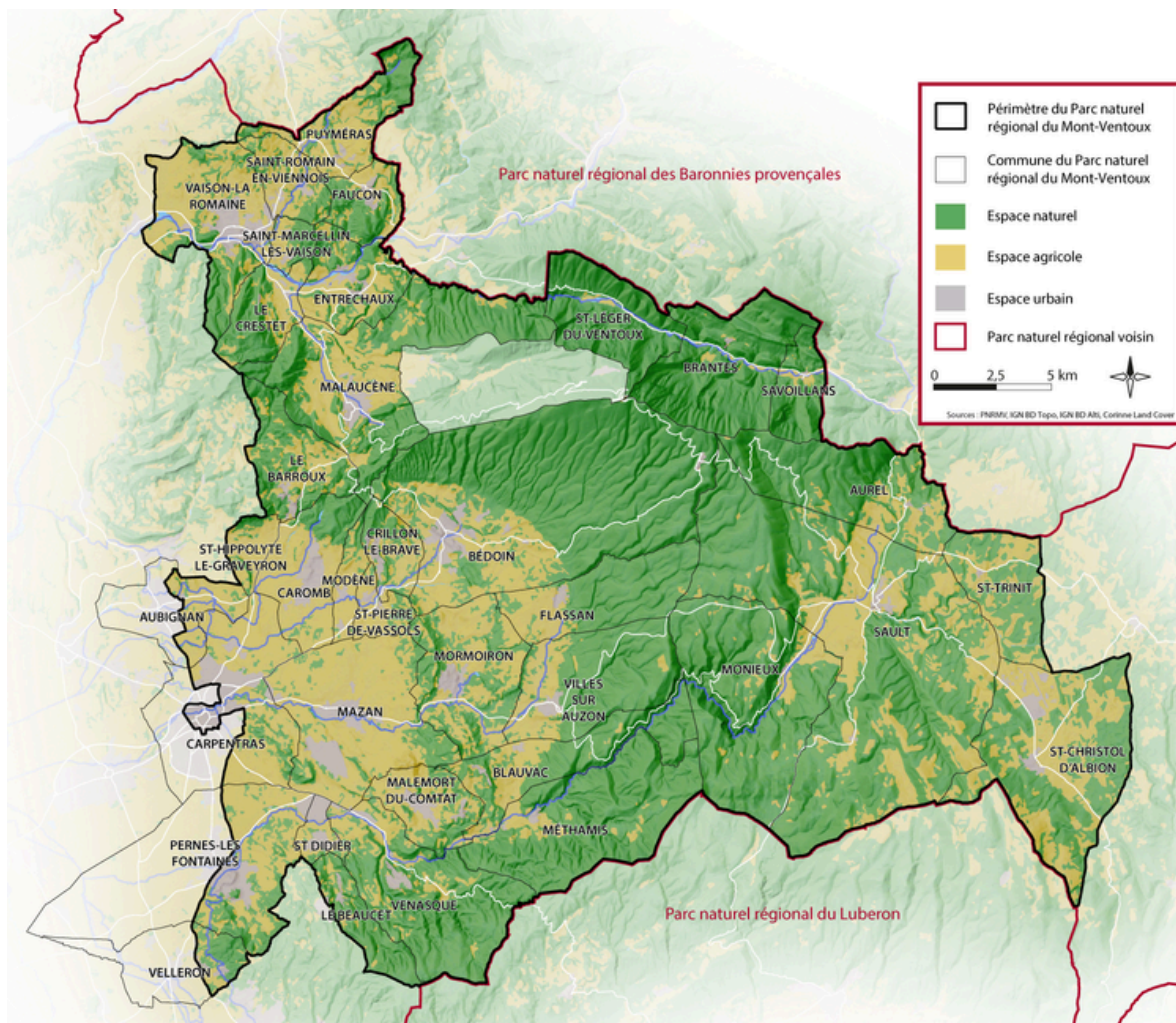 Périmètre du Parc naturel
régional du Mont-Ventoux
Commune du Parc naturel
régional du Mont-Ventoux
Espace naturel
Espace agricole
Espace urbain
Parc naturel régional voisin
0 2,5 5 km
Sources : PNRMV, IGN BD Topo, IGN BD Alti, Corinne Land Cover
PUYMÉRAS
SAINT-ROMAIN
EN-VIENNOIS
Parc naturel régional des Baronnies provençales
VAISON-LA
ROMAINE
FAUCON
SAINT-MARCELLIN
LÈS-VAISON
ENTRECHAUX
LE
CRESTET
ST-LÉGER
DU-VENTOUX
BRANTES
SAVOILLANS
MALAUCÈNE
LE
BARROUX
AUREL
CRILLON
LE-BRAVE
BÉDOIN
ST-HIPPOLYTE
LE-GRAVEYRON
MODÈNE
CAROMB
ST-TRINIT
AUBIGNAN
ST-PIERRE
DE-VASSOLS
FLASSAN
SAULT
MORMOIRON
MONIEUX
VILLES
SUR
AUZON
MAZAN
CARPENTRAS
ST-CHRISTOL
D'ALBION
BLAUVAC
MALEMORT
DU-COMTAT
MÉTHAMIS
PERNES-LES
FONTAINES
ST DIDIER
LE BEAUCET
VENASQUE
Parc naturel régional du Luberon
VELLERON